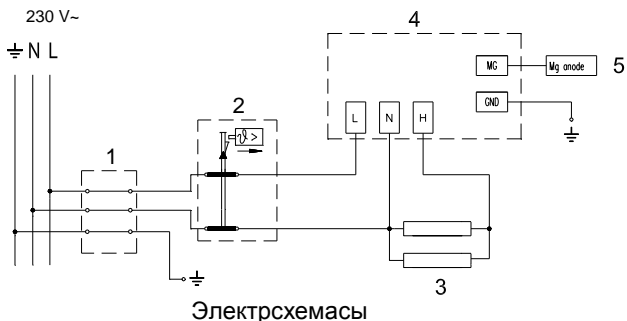 230 V~
N L
1
2
ϑ >
4
L
N
H
MG
GND
Mg anode
5
3
Электрсхемасы